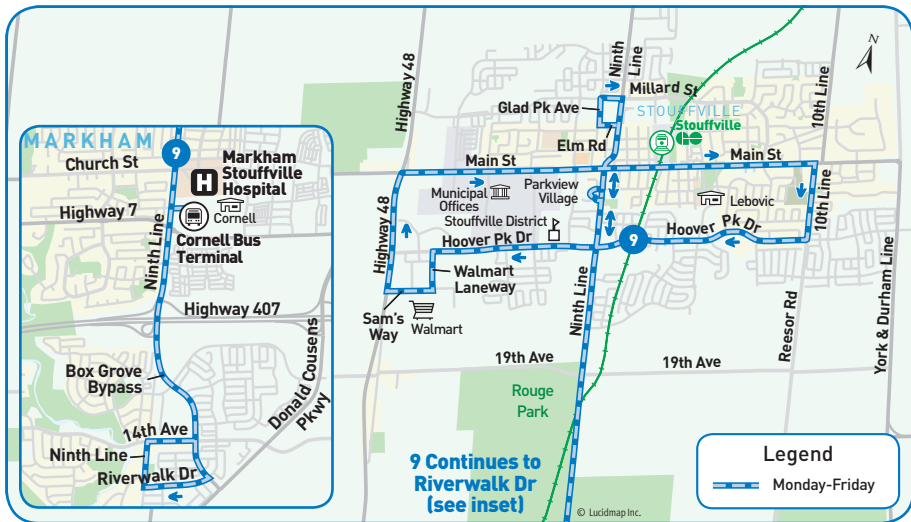 MARKHAM
Church St
9
Markham
Stouffville
Hospital
H
Highway 7
Cornell
Cornell Bus
Terminal
Ninth Line
Highway 407
Box Grove
Bypass
Donald Cousens
Pkwy
14th Ave
Ninth Line
Riverwalk Dr
Highway 48
Ninth
Line
Millard St
Glad Pk Ave
STOUFFVILLE
Stouffville
GO
Elm Rd
10th Line
N
Main St
Main St
Municipal
Offices
Parkview
Village
Lebovic
10th Line
Stouffville District
Highway 48
Hoover Pk Dr
9
Hoover Pk Dr
Walmart
Laneway
Sam's
Way
Walmart
Ninth Line
Reesor Rd
York & Durham Line
19th Ave
19th Ave
Rouge
Park
9 Continues to
Riverwalk Dr
(see inset)
© Lucidmap Inc.
Legend
Monday-Friday